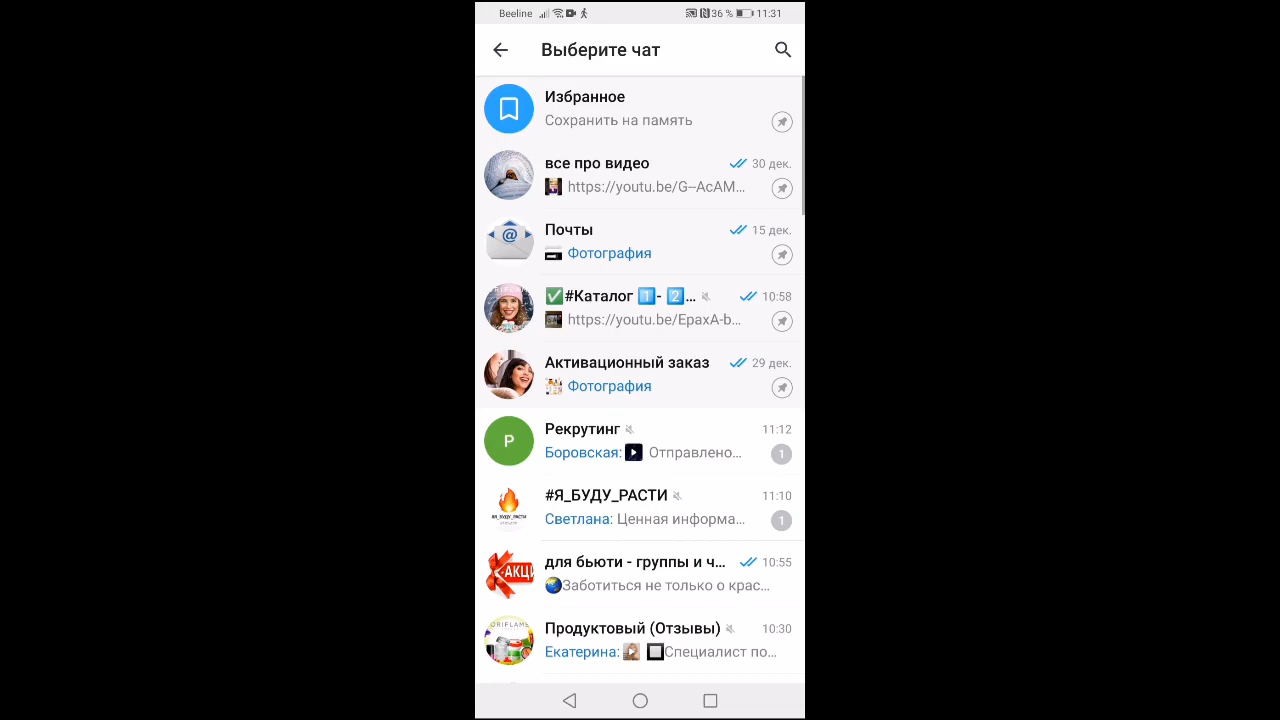 Beeline 36 % 11:31
Выберите чат
Избранное
Сохранить на память
все про видео 30 дек.
https://youtu.be/G--AcAM...
Почты 15 дек.
@
Фотография
✅#Каталог 1️⃣- 2️⃣... 10:58
https://youtu.be/EpaxA-b...
Активационный заказ 29 дек.
Фотография
Рекрутинг 11:12
Р
Боровская: Отправлено... 1
#Я_БУДУ_РАСТИ 11:10
Светлана: Ценная информа... 1
для бьюти - группы и ч... 10:55
АКЦИ
🌏Заботиться не только о крас...
ORIFLAME
Продуктовый (Отзывы) 10:30
Екатерина: 🔲Специалист по...